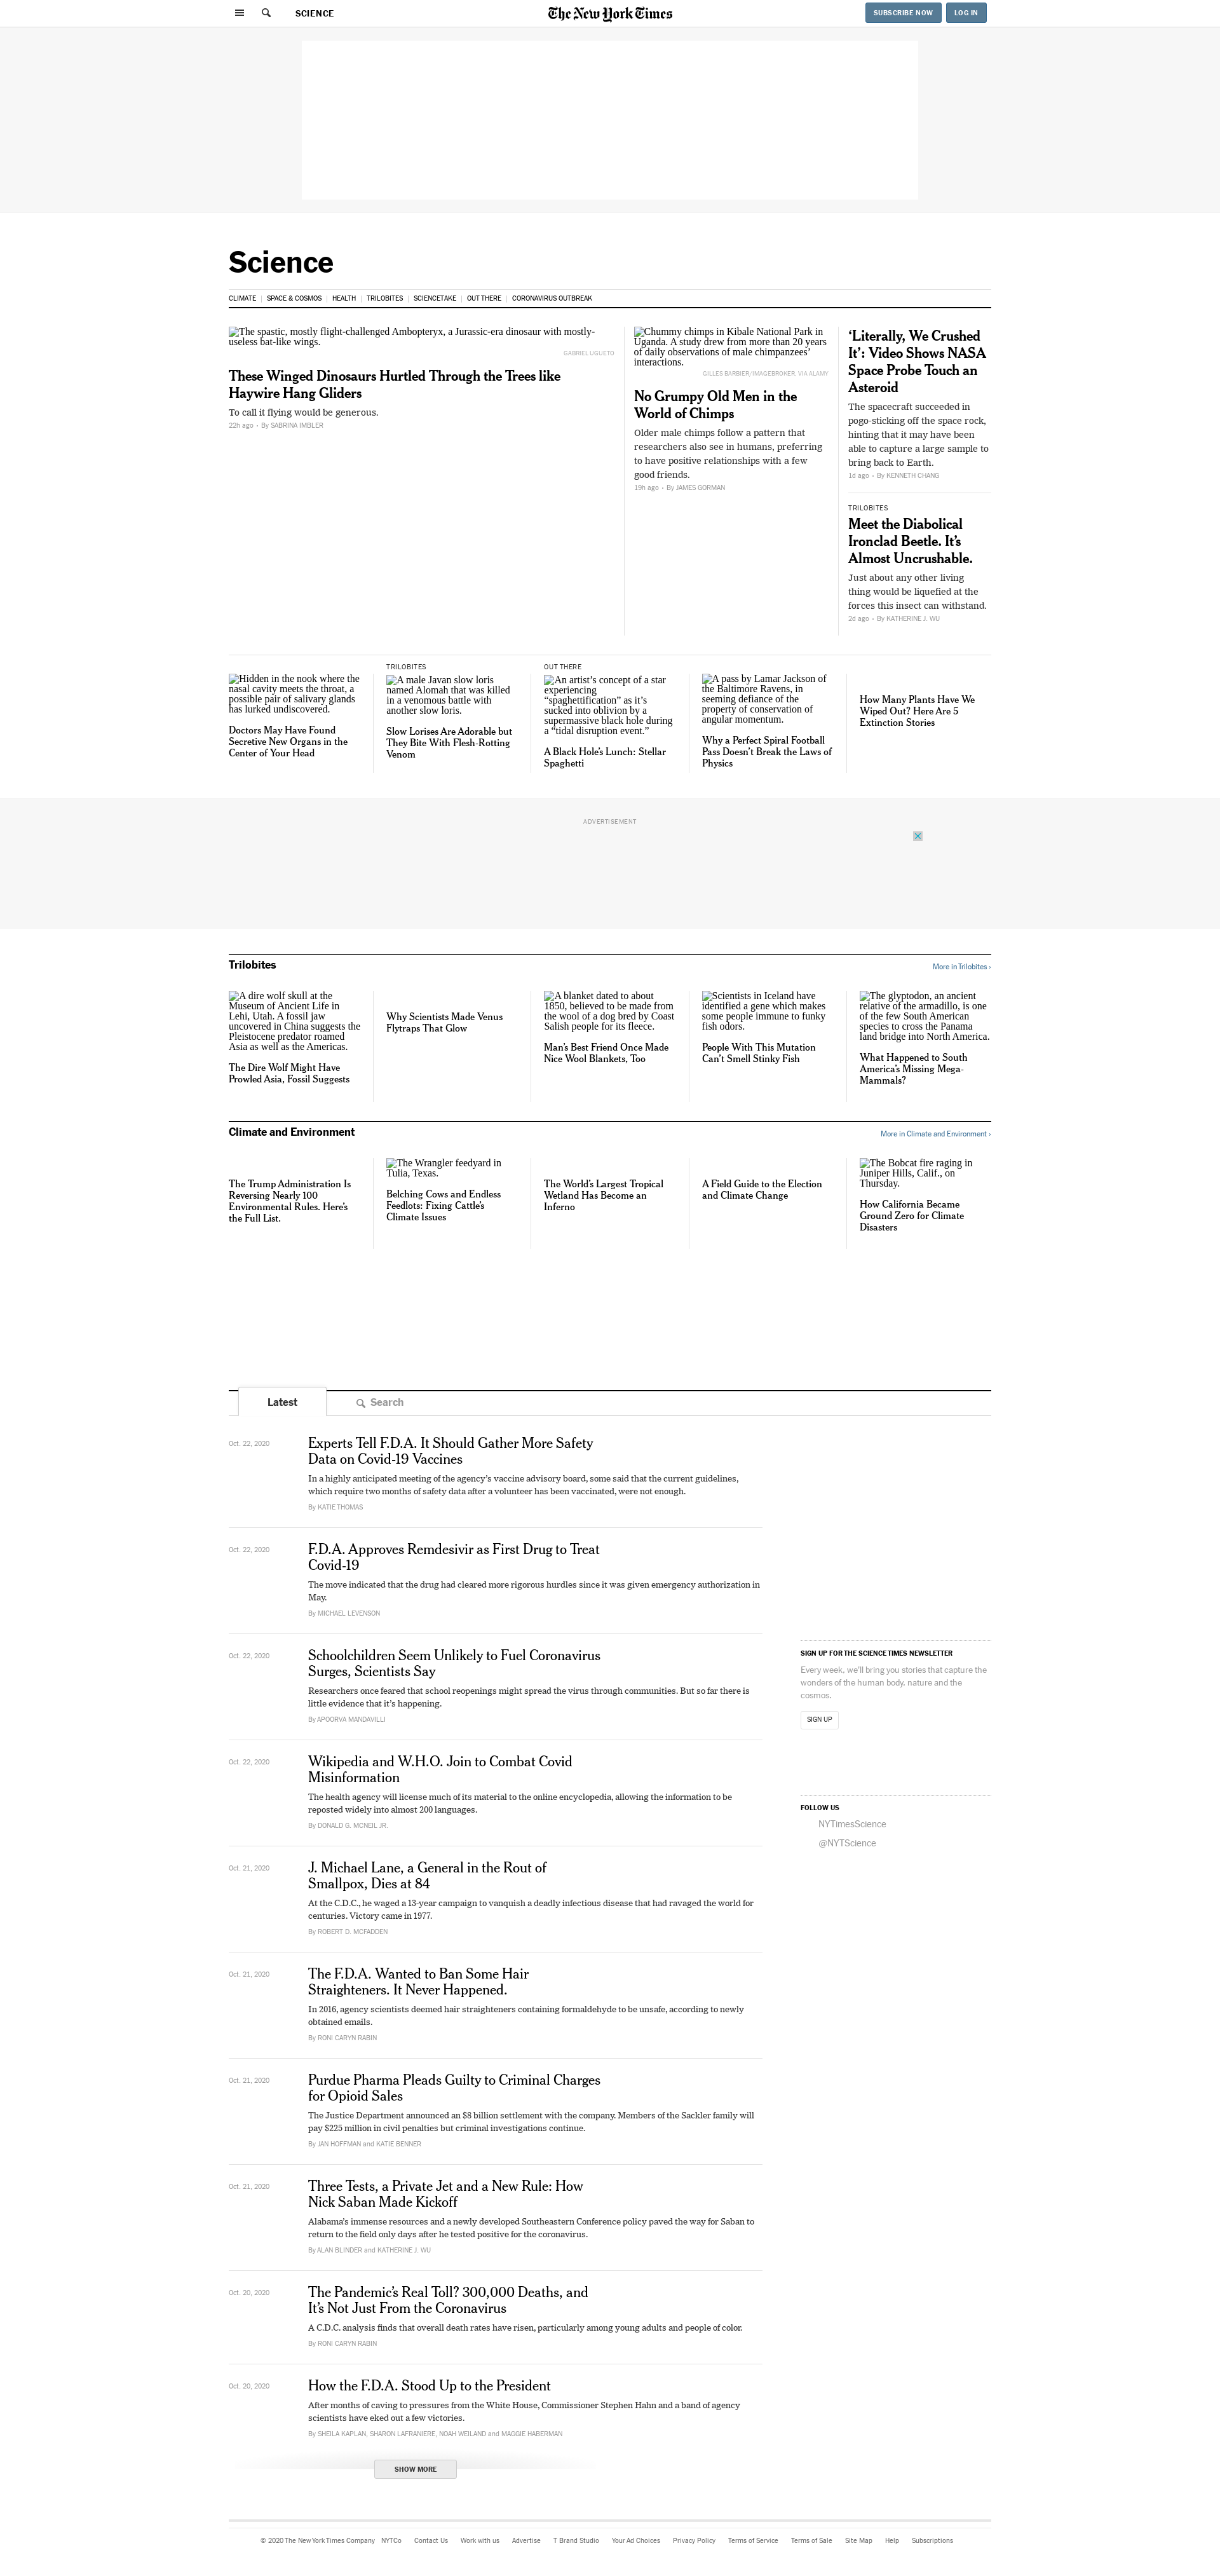 SCIENCE
The New York Times
SUBSCRIBE NOW
LOG IN
Science
CLIMATE
SPACE & COSMOS
HEALTH
TRILOBITES
SCIENCETAKE
OUT THERE
CORONAVIRUS OUTBREAK
The spastic, mostly flight-challenged Ambopteryx, a Jurassic-era dinosaur with mostly-
useless bat-like wings.
GABRIEL UGUETO
These Winged Dinosaurs Hurtled Through the Trees like
Haywire Hang Gliders
To call it flying would be generous.
22h ago • By SABRINA IMBLER
Chummy chimps in Kibale National Park in
Uganda. A study drew from more than 20 years
of daily observations of male chimpanzees’
interactions.
GILLES BARBIER/IMAGEBROKER, VIA ALAMY
No Grumpy Old Men in the
World of Chimps
Older male chimps follow a pattern that
researchers also see in humans, preferring
to have positive relationships with a few
good friends.
19h ago • By JAMES GORMAN
‘Literally, We Crushed
It’: Video Shows NASA
Space Probe Touch an
Asteroid
The spacecraft succeeded in
pogo-sticking off the space rock,
hinting that it may have been
able to capture a large sample to
bring back to Earth.
1d ago • By KENNETH CHANG
TRILOBITES
Meet the Diabolical
Ironclad Beetle. It’s
Almost Uncrushable.
Just about any other living
thing would be liquefied at the
forces this insect can withstand.
2d ago • By KATHERINE J. WU
Hidden in the nook where the
nasal cavity meets the throat, a
possible pair of salivary glands
has lurked undiscovered.
Doctors May Have Found
Secretive New Organs in the
Center of Your Head
TRILOBITES
A male Javan slow loris
named Alomah that was killed
in a venomous battle with
another slow loris.
Slow Lorises Are Adorable but
They Bite With Flesh-Rotting
Venom
OUT THERE
An artist’s concept of a star
experiencing
“spaghettification” as it’s
sucked into oblivion by a
supermassive black hole during
a “tidal disruption event.”
A Black Hole’s Lunch: Stellar
Spaghetti
A pass by Lamar Jackson of
the Baltimore Ravens, in
seeming defiance of the
property of conservation of
angular momentum.
Why a Perfect Spiral Football
Pass Doesn’t Break the Laws of
Physics
How Many Plants Have We
Wiped Out? Here Are 5
Extinction Stories
ADVERTISEMENT
Trilobites
More in Trilobites ›
A dire wolf skull at the
Museum of Ancient Life in
Lehi, Utah. A fossil jaw
uncovered in China suggests the
Pleistocene predator roamed
Asia as well as the Americas.
The Dire Wolf Might Have
Prowled Asia, Fossil Suggests
Why Scientists Made Venus
Flytraps That Glow
A blanket dated to about
1850, believed to be made from
the wool of a dog bred by Coast
Salish people for its fleece.
Man’s Best Friend Once Made
Nice Wool Blankets, Too
Scientists in Iceland have
identified a gene which makes
some people immune to funky
fish odors.
People With This Mutation
Can’t Smell Stinky Fish
The glyptodon, an ancient
relative of the armadillo, is one
of the few South American
species to cross the Panama
land bridge into North America.
What Happened to South
America’s Missing Mega-
Mammals?
Climate and Environment
More in Climate and Environment ›
The Trump Administration Is
Reversing Nearly 100
Environmental Rules. Here’s
the Full List.
The Wrangler feedyard in
Tulia, Texas.
Belching Cows and Endless
Feedlots: Fixing Cattle’s
Climate Issues
The World’s Largest Tropical
Wetland Has Become an
Inferno
A Field Guide to the Election
and Climate Change
The Bobcat fire raging in
Juniper Hills, Calif., on
Thursday.
How California Became
Ground Zero for Climate
Disasters
Latest
Search
Oct. 22, 2020
Experts Tell F.D.A. It Should Gather More Safety
Data on Covid-19 Vaccines
In a highly anticipated meeting of the agency’s vaccine advisory board, some said that the current guidelines,
which require two months of safety data after a volunteer has been vaccinated, were not enough.
By KATIE THOMAS
Oct. 22, 2020
F.D.A. Approves Remdesivir as First Drug to Treat
Covid-19
The move indicated that the drug had cleared more rigorous hurdles since it was given emergency authorization in
May.
By MICHAEL LEVENSON
Oct. 22, 2020
Schoolchildren Seem Unlikely to Fuel Coronavirus
Surges, Scientists Say
Researchers once feared that school reopenings might spread the virus through communities. But so far there is
little evidence that it’s happening.
By APOORVA MANDAVILLI
Oct. 22, 2020
Wikipedia and W.H.O. Join to Combat Covid
Misinformation
The health agency will license much of its material to the online encyclopedia, allowing the information to be
reposted widely into almost 200 languages.
By DONALD G. MCNEIL JR.
Oct. 21, 2020
J. Michael Lane, a General in the Rout of
Smallpox, Dies at 84
At the C.D.C., he waged a 13-year campaign to vanquish a deadly infectious disease that had ravaged the world for
centuries. Victory came in 1977.
By ROBERT D. MCFADDEN
Oct. 21, 2020
The F.D.A. Wanted to Ban Some Hair
Straighteners. It Never Happened.
In 2016, agency scientists deemed hair straighteners containing formaldehyde to be unsafe, according to newly
obtained emails.
By RONI CARYN RABIN
Oct. 21, 2020
Purdue Pharma Pleads Guilty to Criminal Charges
for Opioid Sales
The Justice Department announced an $8 billion settlement with the company. Members of the Sackler family will
pay $225 million in civil penalties but criminal investigations continue.
By JAN HOFFMAN and KATIE BENNER
Oct. 21, 2020
Three Tests, a Private Jet and a New Rule: How
Nick Saban Made Kickoff
Alabama’s immense resources and a newly developed Southeastern Conference policy paved the way for Saban to
return to the field only days after he tested positive for the coronavirus.
By ALAN BLINDER and KATHERINE J. WU
Oct. 20, 2020
The Pandemic’s Real Toll? 300,000 Deaths, and
It’s Not Just From the Coronavirus
A C.D.C. analysis finds that overall death rates have risen, particularly among young adults and people of color.
By RONI CARYN RABIN
Oct. 20, 2020
How the F.D.A. Stood Up to the President
After months of caving to pressures from the White House, Commissioner Stephen Hahn and a band of agency
scientists have eked out a few victories.
By SHEILA KAPLAN, SHARON LAFRANIERE, NOAH WEILAND and MAGGIE HABERMAN
SHOW MORE
SIGN UP FOR THE SCIENCE TIMES NEWSLETTER
Every week, we’ll bring you stories that capture the
wonders of the human body, nature and the
cosmos.
SIGN UP
FOLLOW US
NYTimesScience
@NYTScience
© 2020 The New York Times Company
NYTCo
Contact Us
Work with us
Advertise
T Brand Studio
Your Ad Choices
Privacy Policy
Terms of Service
Terms of Sale
Site Map
Help
Subscriptions